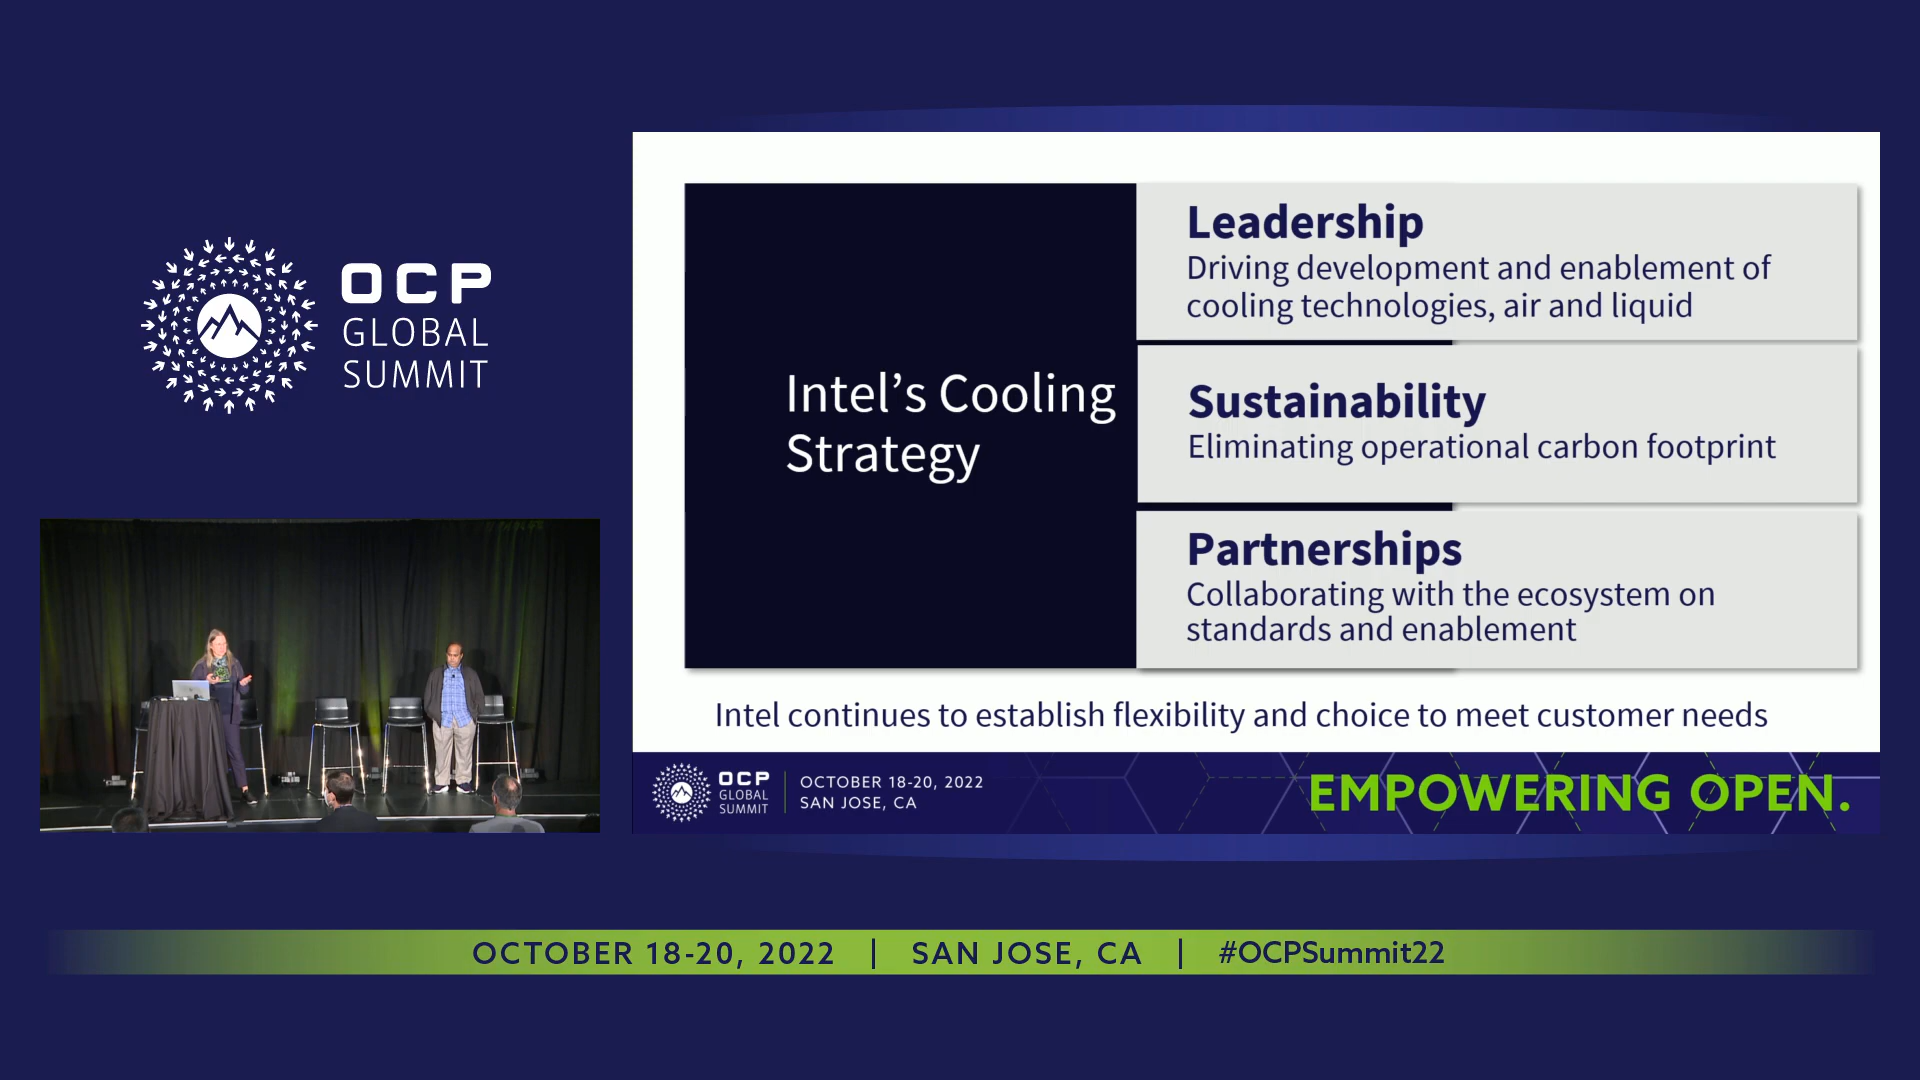 OCP
GLOBAL
SUMMIT
Intel’s Cooling
Strategy
Leadership
Driving development and enablement of
cooling technologies, air and liquid
Sustainability
Eliminating operational carbon footprint
Partnerships
Collaborating with the ecosystem on
standards and enablement
Intel continues to establish flexibility and choice to meet customer needs
OCP
GLOBAL
SUMMIT
OCTOBER 18-20, 2022
SAN JOSE, CA
EMPOWERING OPEN.
OCTOBER 18-20, 2022 | SAN JOSE, CA | #OCPSummit22